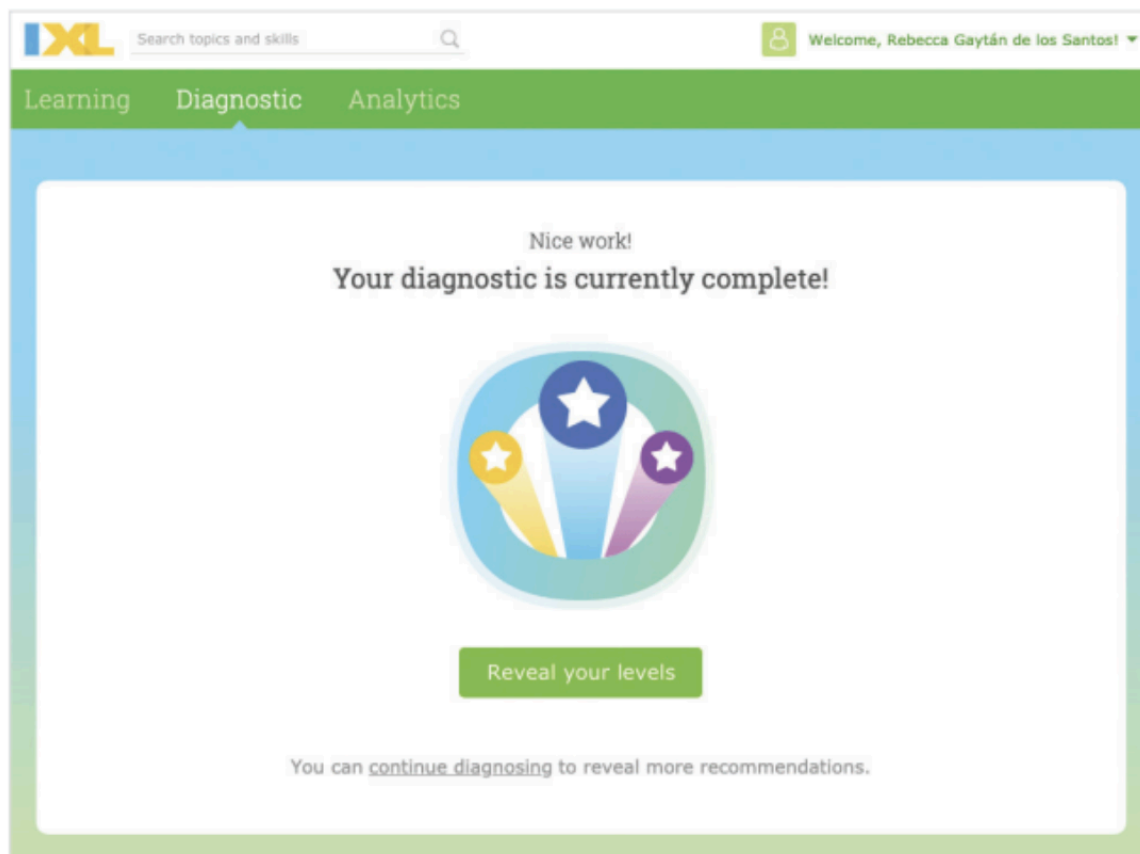 IXL
Search topics and skills
Welcome, Rebecca Gaytán de los Santos!
Learning Diagnostic Analytics
Nice work!
Your diagnostic is currently complete!
Reveal your levels
You can continue diagnosing to reveal more recommendations.